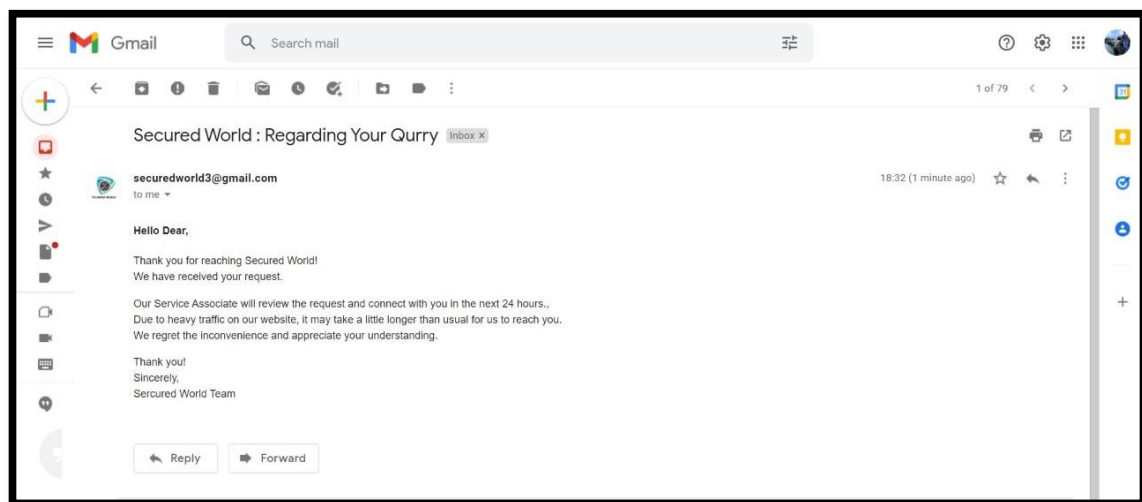 Gmail
Search mail
1 of 79
Secured World : Regarding Your Qurry Inbox ×
securedworld3@gmail.com
18:32 (1 minute ago)
to me
Hello Dear,
Thank you for reaching Secured World!
We have received your request.
Our Service Associate will review the request and connect with you in the next 24 hours.,
Due to heavy traffic on our website, it may take a little longer than usual for us to reach you.
We regret the inconvenience and appreciate your understanding.
Thank you!
Sincerely,
Sercured World Team
Reply
Forward